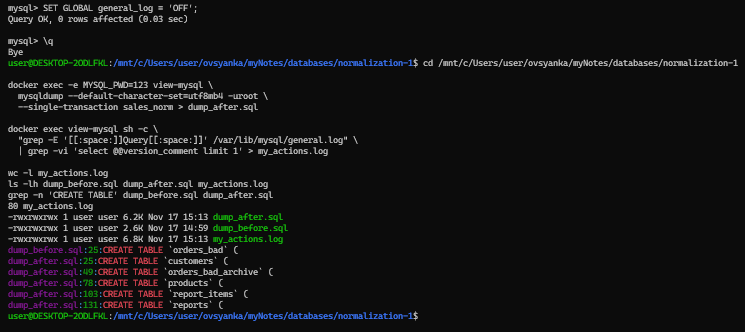 mysql> SET GLOBAL general_log = 'OFF';
Query OK, 0 rows affected (0.03 sec)
mysql> \q
Bye
user@DESKTOP-2ODLFKL:/mnt/c/Users/user/ovsyanka/myNotes/databases/normalization-1$ cd /mnt/c/Users/user/ovsyanka/myNotes/databases/normalization-1
docker exec -e MYSQL_PWD=123 view-mysql \
  mysqldump --default-character-set=utf8mb4 -uroot \
  --single-transaction sales_norm > dump_after.sql
docker exec view-mysql sh -c \
  "grep -E '[[:space:]]Query[[:space:]]' /var/lib/mysql/general.log" \
  | grep -vi 'select @@version_comment limit 1' > my_actions.log
wc -l my_actions.log
ls -lh dump_before.sql dump_after.sql my_actions.log
grep -n 'CREATE TABLE' dump_before.sql dump_after.sql
80 my_actions.log
-rwxrwxrwx 1 user user 6.2K Nov 17 15:13 dump_after.sql
-rwxrwxrwx 1 user user 2.6K Nov 17 14:59 dump_before.sql
-rwxrwxrwx 1 user user 6.8K Nov 17 15:13 my_actions.log
dump_before.sql:25:CREATE TABLE `orders_bad` (
dump_after.sql:25:CREATE TABLE `customers` (
dump_after.sql:49:CREATE TABLE `orders_bad_archive` (
dump_after.sql:78:CREATE TABLE `products` (
dump_after.sql:103:CREATE TABLE `report_items` (
dump_after.sql:131:CREATE TABLE `reports` (
user@DESKTOP-2ODLFKL:/mnt/c/Users/user/ovsyanka/myNotes/databases/normalization-1$